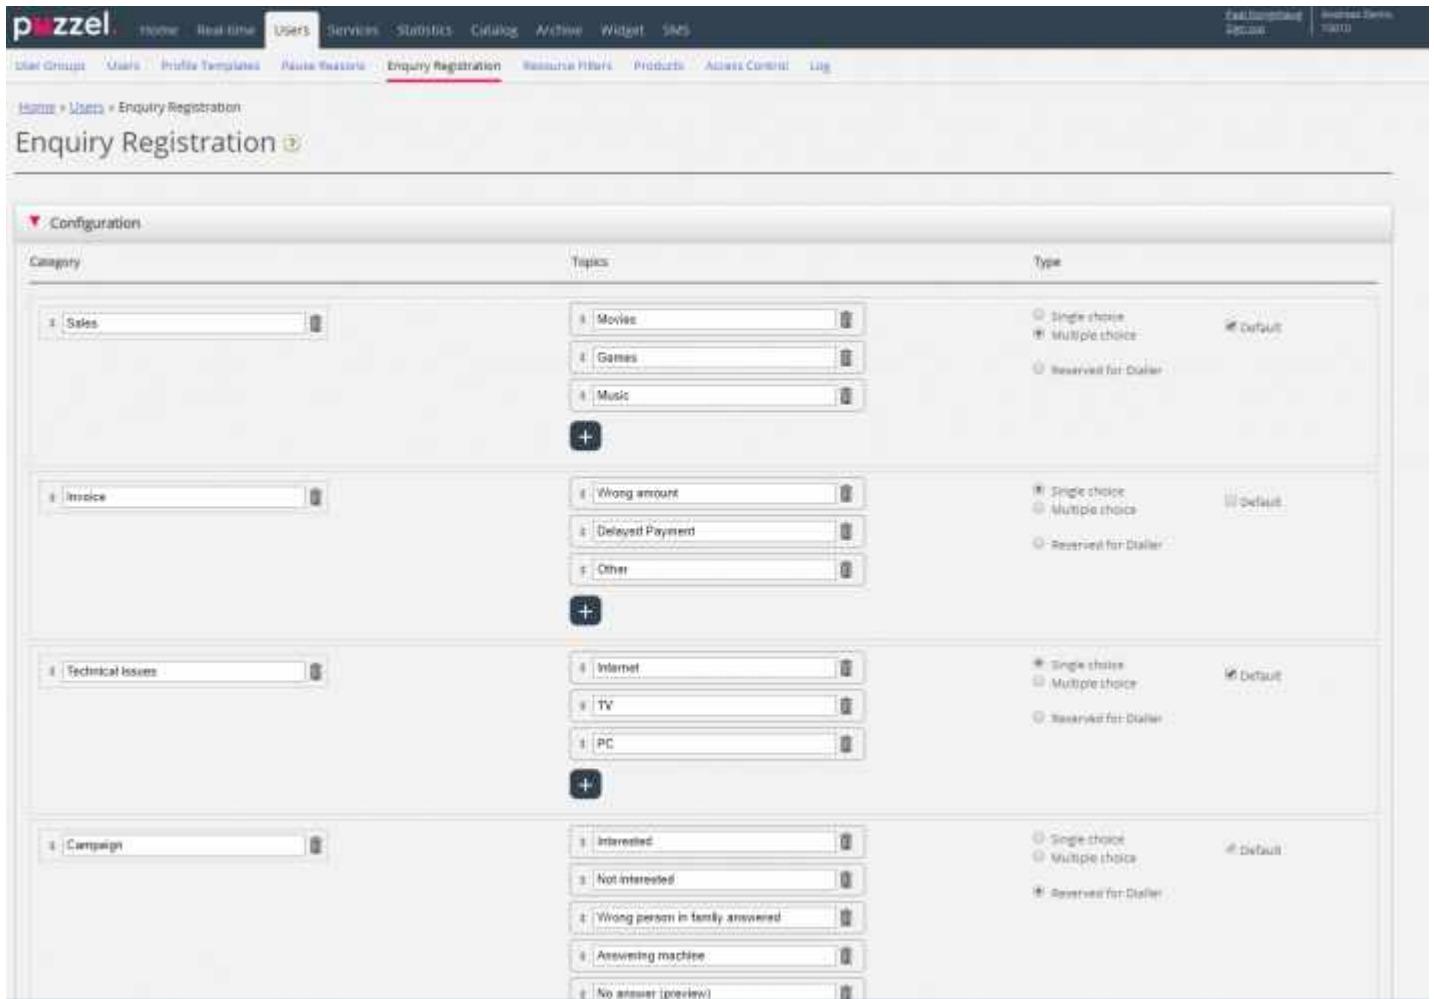 puzzel.
Home Real-time Users Services Statistics Catalog Archive Widget SMS
Sign out
User Groups Users Profile Templates Pause Reasons Enquiry Registration Resource Filters Products Access Control Log
Home » Users » Enquiry Registration
Enquiry Registration ?
Configuration
Category Topics Type
Sales Movies Single choice
Multiple choice Default
Games
Reserved for Dialler
Music
+
Invoice Wrong amount Single choice
Multiple choice Default
Delayed Payment
Reserved for Dialler
Other
+
Technical Issues Internet Single choice
Multiple choice Default
TV
Reserved for Dialler
PC
+
Campaign Interested Single choice
Multiple choice Default
Not Interested
Reserved for Dialler
Wrong person in family answered
Answering machine
No answer (preview)